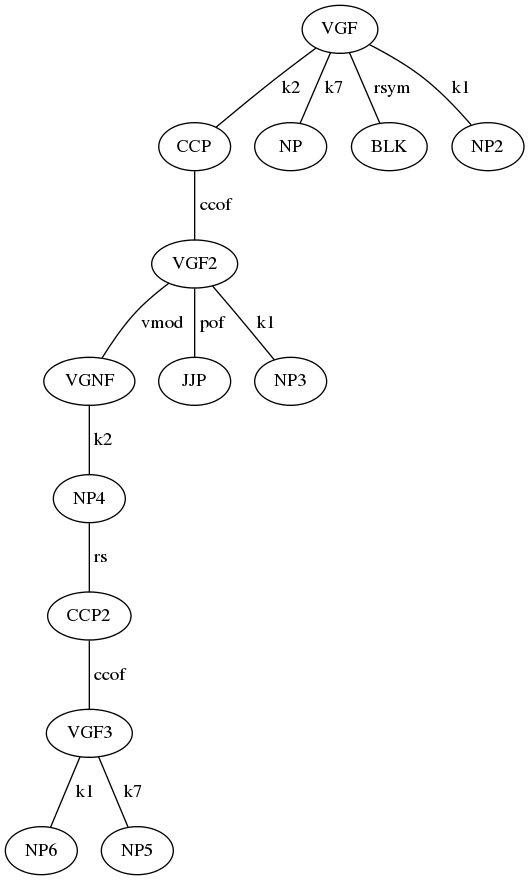 VGF
k2 k7 rsym k1
CCP NP BLK NP2
ccof
VGF2
vmod pof k1
VGNF JJP NP3
k2
NP4
rs
CCP2
ccof
VGF3
k1 k7
NP6 NP5